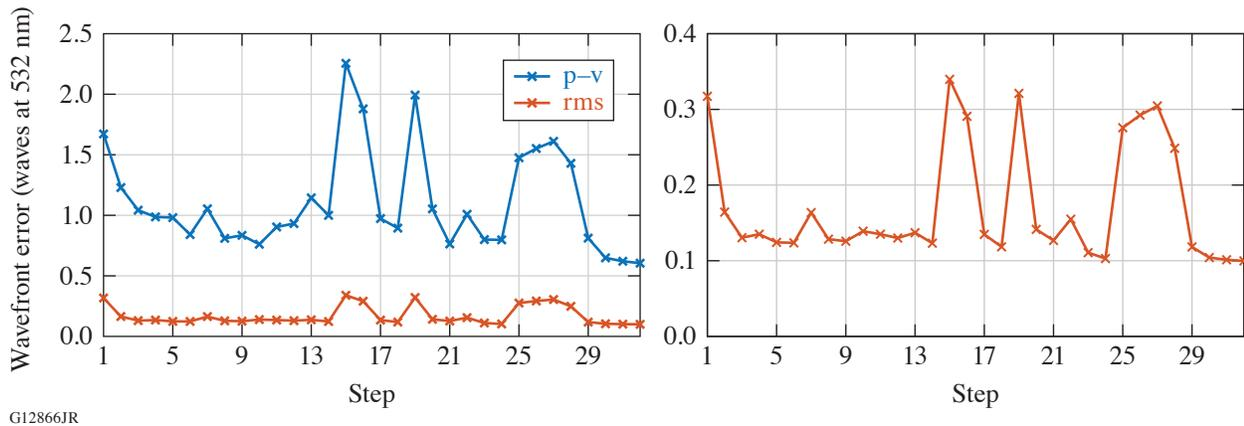 Wavefront error (waves at 532 nm)
2.5
2.0
1.5
1.0
0.5
0.0
p–v
rms
1 5 9 13 17 21 25 29
Step
0.4
0.3
0.2
0.1
0.0
1 5 9 13 17 21 25 29
Step
G12866JR